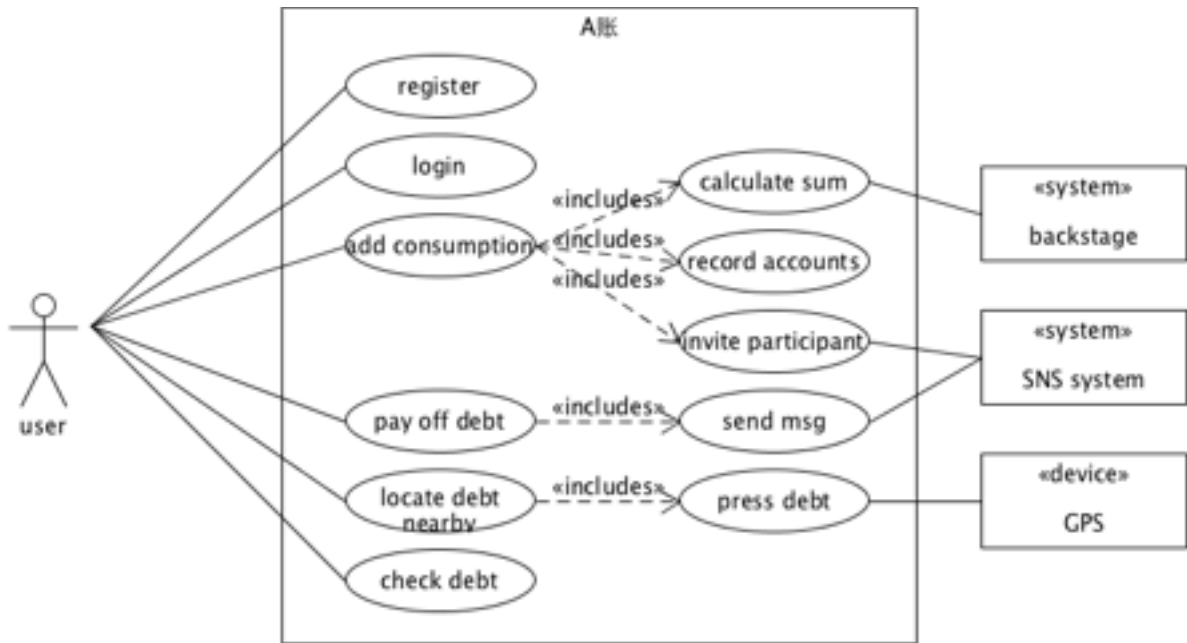 A账
register
login
calculate sum
«system»
backstage
«includes»
add consumption
«includes»
record accounts
«includes»
invite participant
«system»
SNS system
user
pay off debt
«includes»
send msg
«device»
GPS
locate debt
nearby
«includes»
press debt
check debt